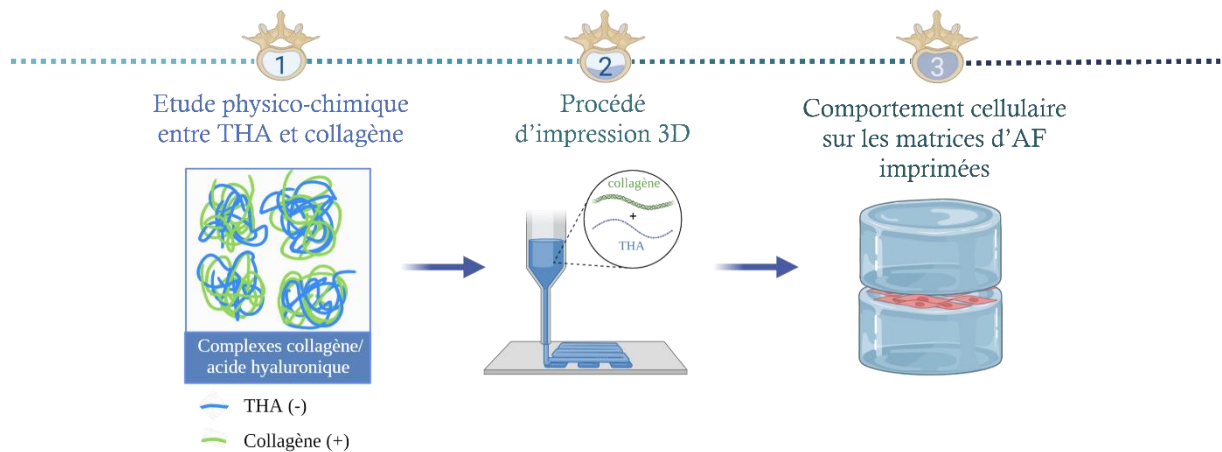 1
2
3
Etude physico-chimique
entre THA et collagène
Procédé
d'impression 3D
Comportement cellulaire
sur les matrices d'AF
imprimées
collagène
+
THA
Complexes collagène/
acide hyaluronique
THA (-)
Collagène (+)